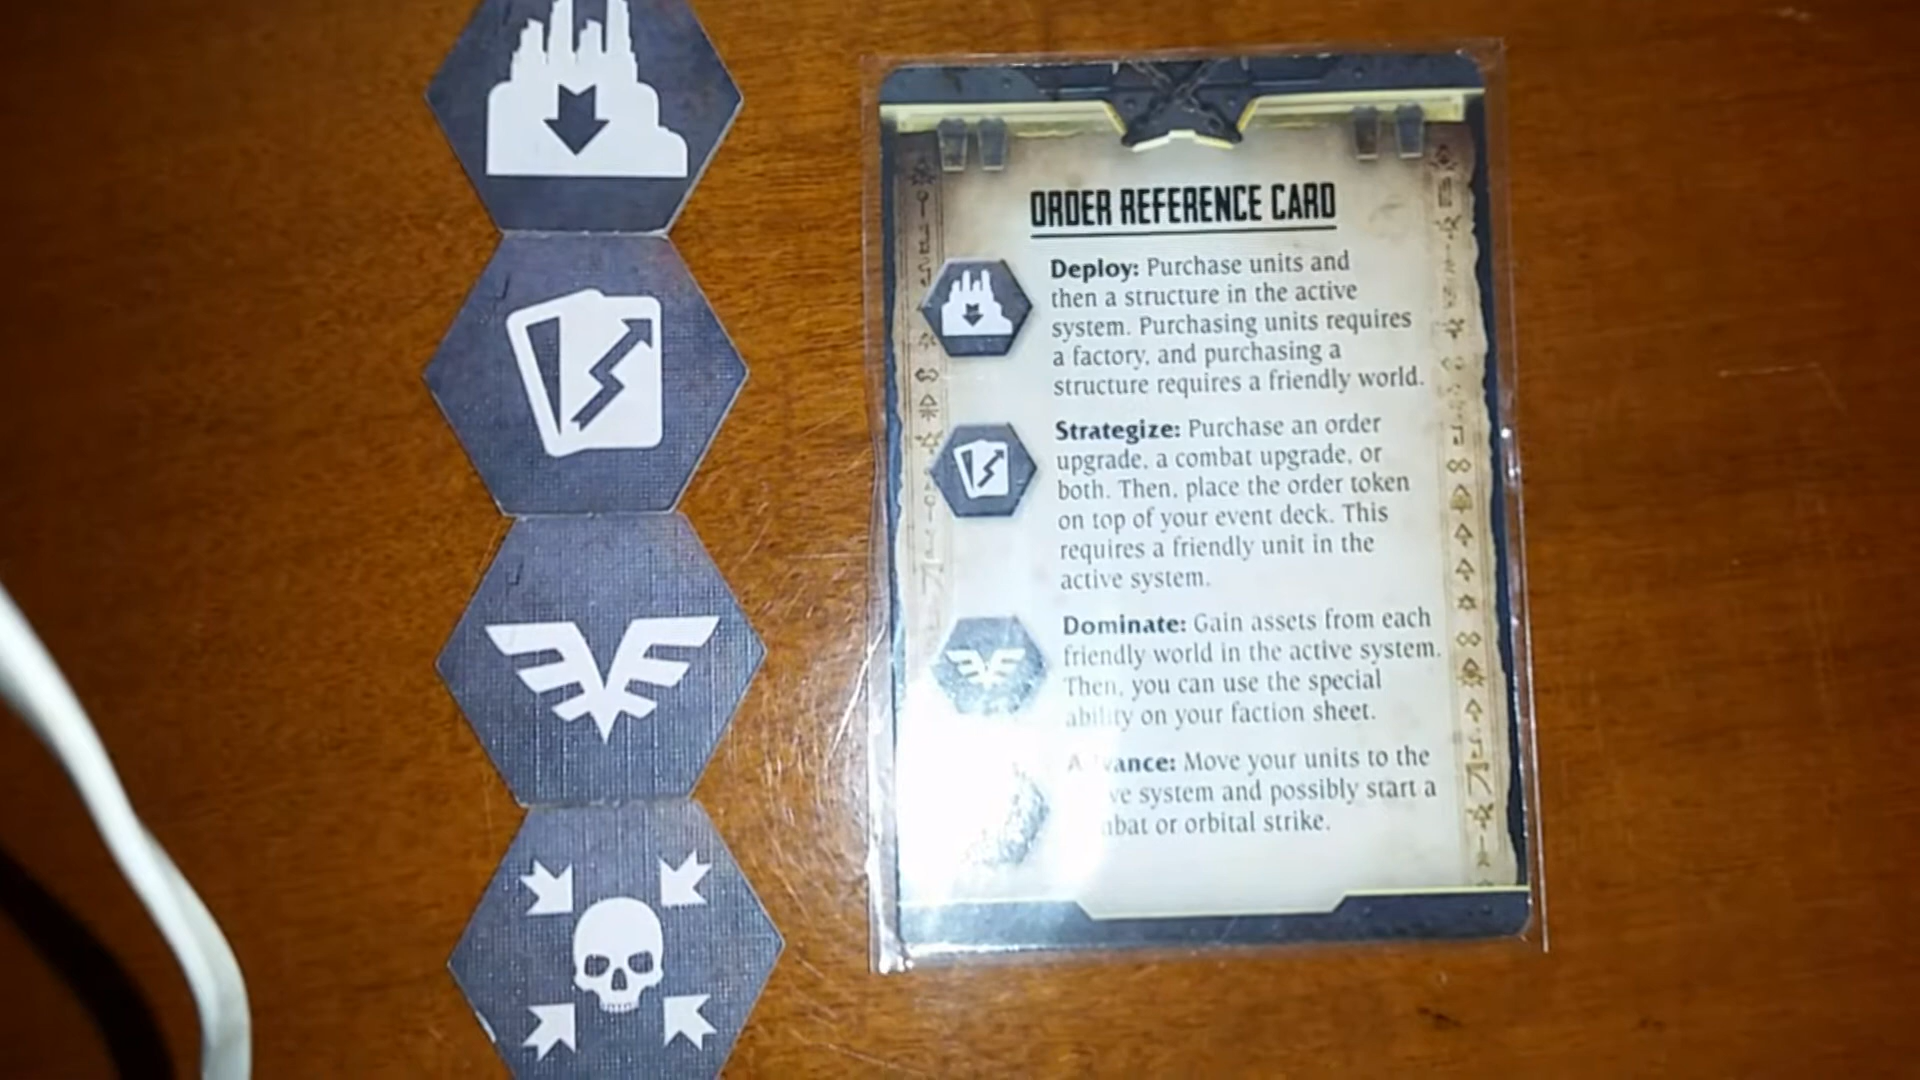 ORDER REFERENCE CARD
Deploy: Purchase units and
then a structure in the active
system. Purchasing units requires
a factory, and purchasing a
structure requires a friendly world.
Strategize: Purchase an order
upgrade, a combat upgrade, or
both. Then, place the order token
on top of your event deck. This
requires a friendly unit in the
active system.
Dominate: Gain assets from each
friendly world in the active system.
Then, you can use the special
ability on your faction sheet.
Move your units to the
system and possibly start a
or orbital strike.